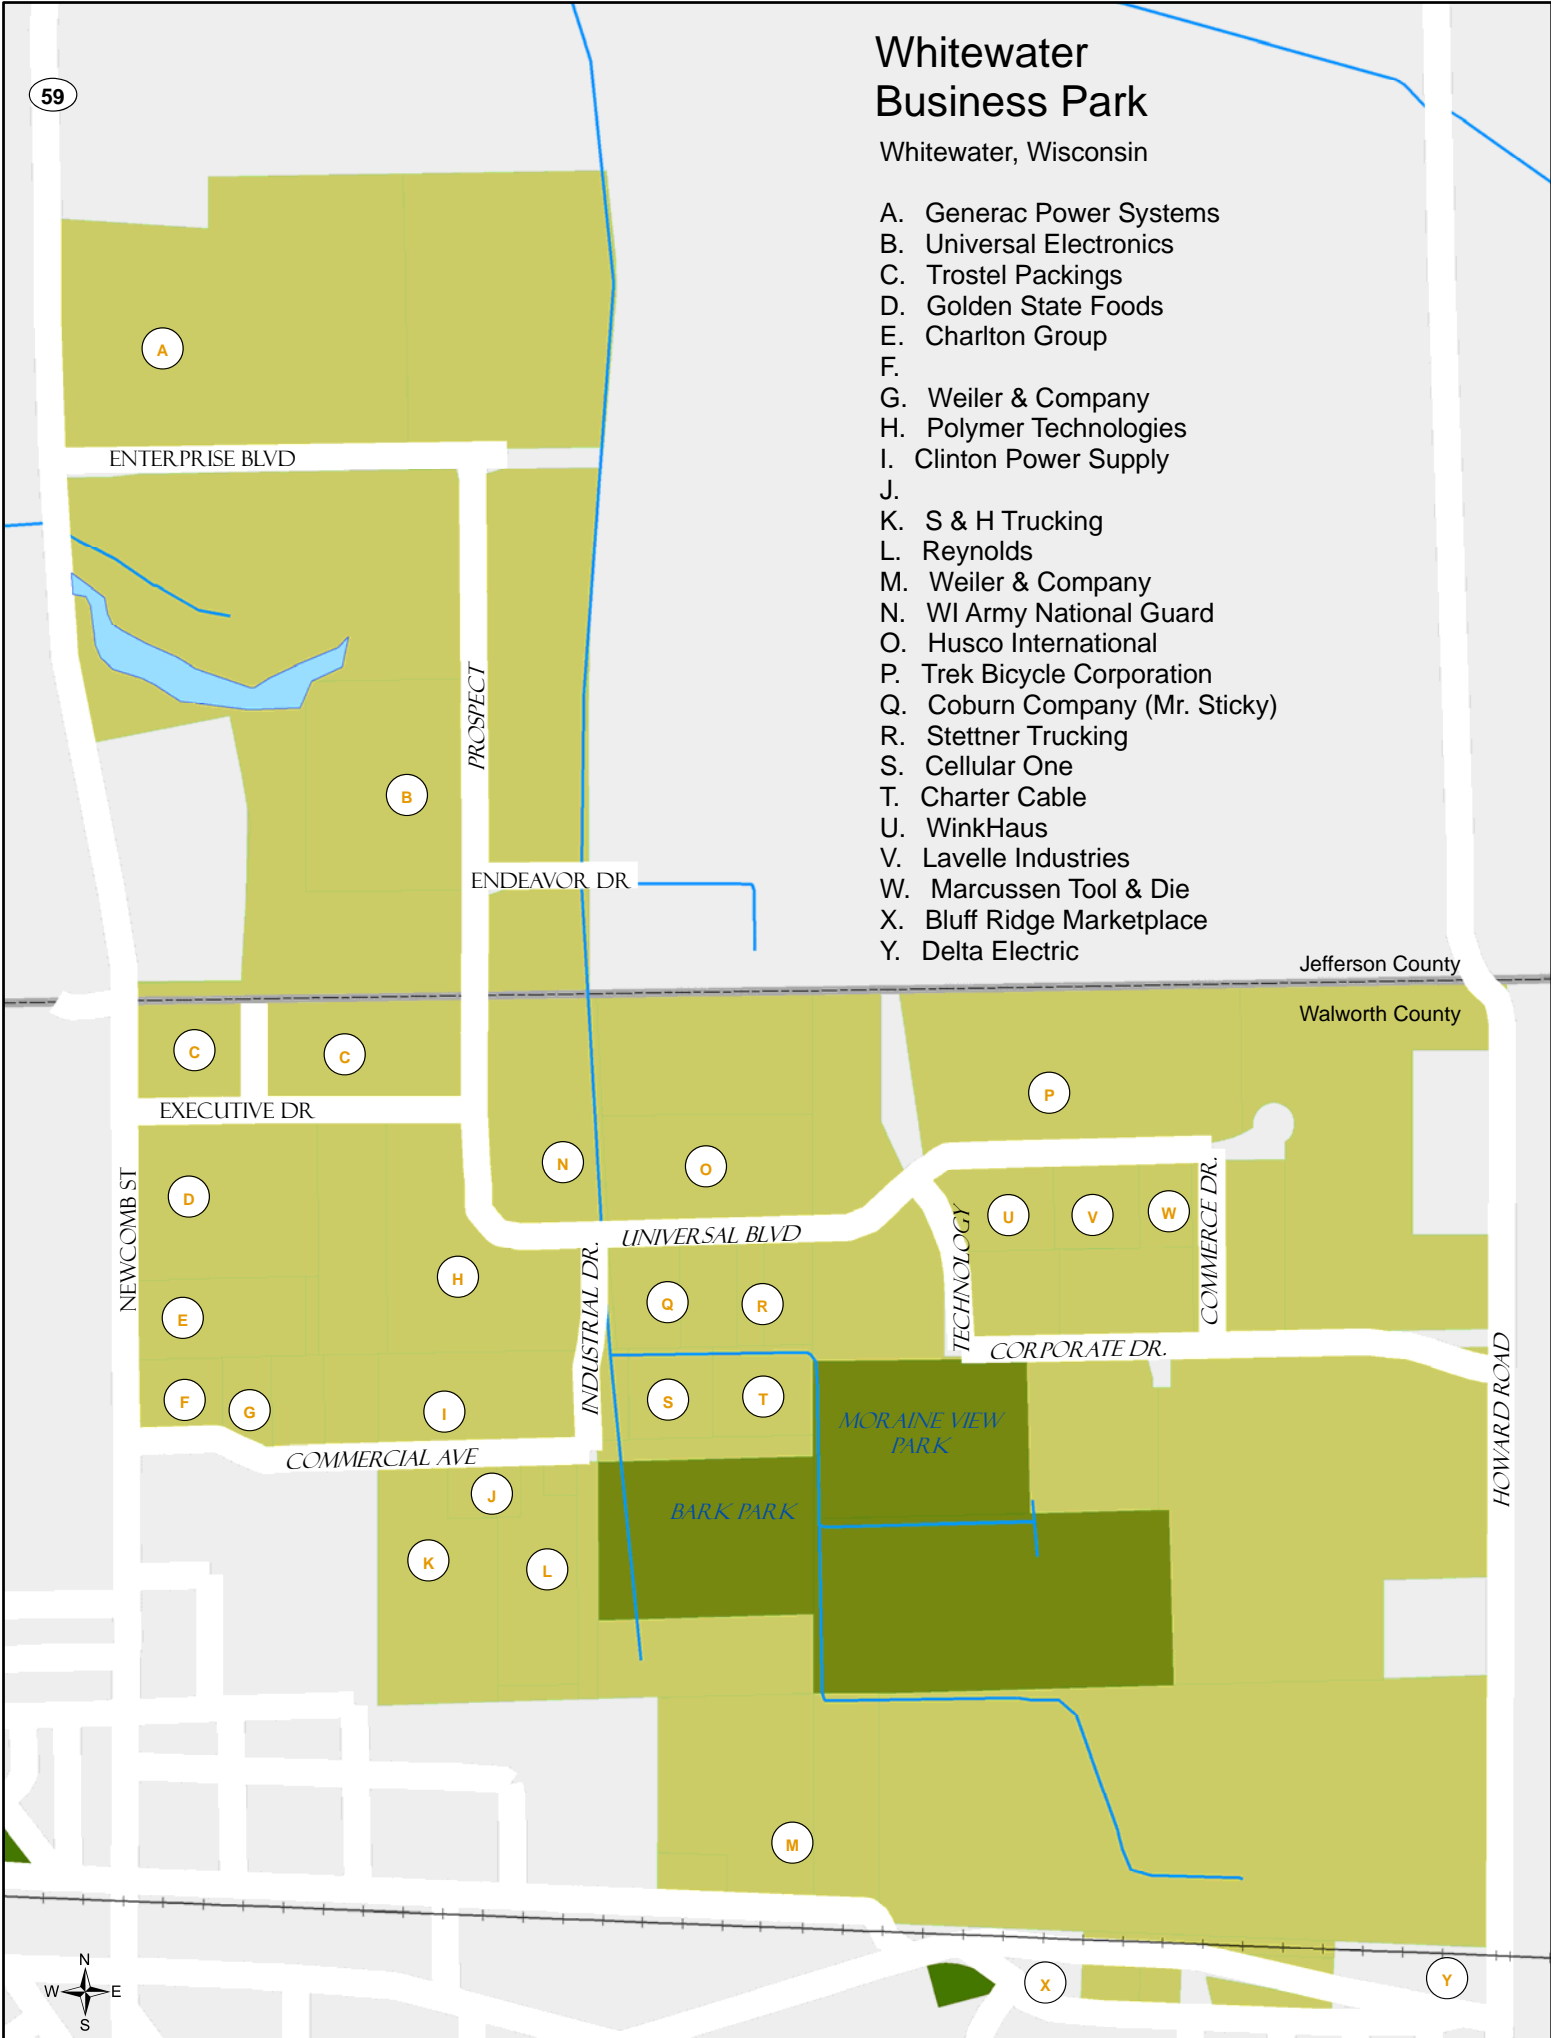 Whitewater
Business Park
59
Whitewater, Wisconsin
A. Generac Power Systems
B. Universal Electronics
C. Trostel Packings
D. Golden State Foods
E. Charlton Group
F.
G. Weiler & Company
H. Polymer Technologies
I. Clinton Power Supply
J.
K. S & H Trucking
L. Reynolds
M. Weiler & Company
N. WI Army National Guard
O. Husco International
P. Trek Bicycle Corporation
Q. Coburn Company (Mr. Sticky)
R. Stettner Trucking
S. Cellular One
T. Charter Cable
U. WinkHaus
V. Lavelle Industries
W. Marcussen Tool & Die
X. Bluff Ridge Marketplace
Y. Delta Electric
A
ENTERPRISE BLVD
PROSPECT
B
ENDEAVOR DR
Jefferson County
Walworth County
C
C
P
EXECUTIVE DR
N
O
D
NEWCOMB ST
U
V
W
UNIVERSAL BLVD
TECHNOLOGY
COMMERCE DR.
H
INDUSTRIAL DR.
Q
R
E
CORPORATE DR.
HOWARD ROAD
F
G
I
S
T
MORAINE VIEW
PARK
COMMERCIAL AVE
J
BARK PARK
K
L
M
N
W
E
S
X
Y